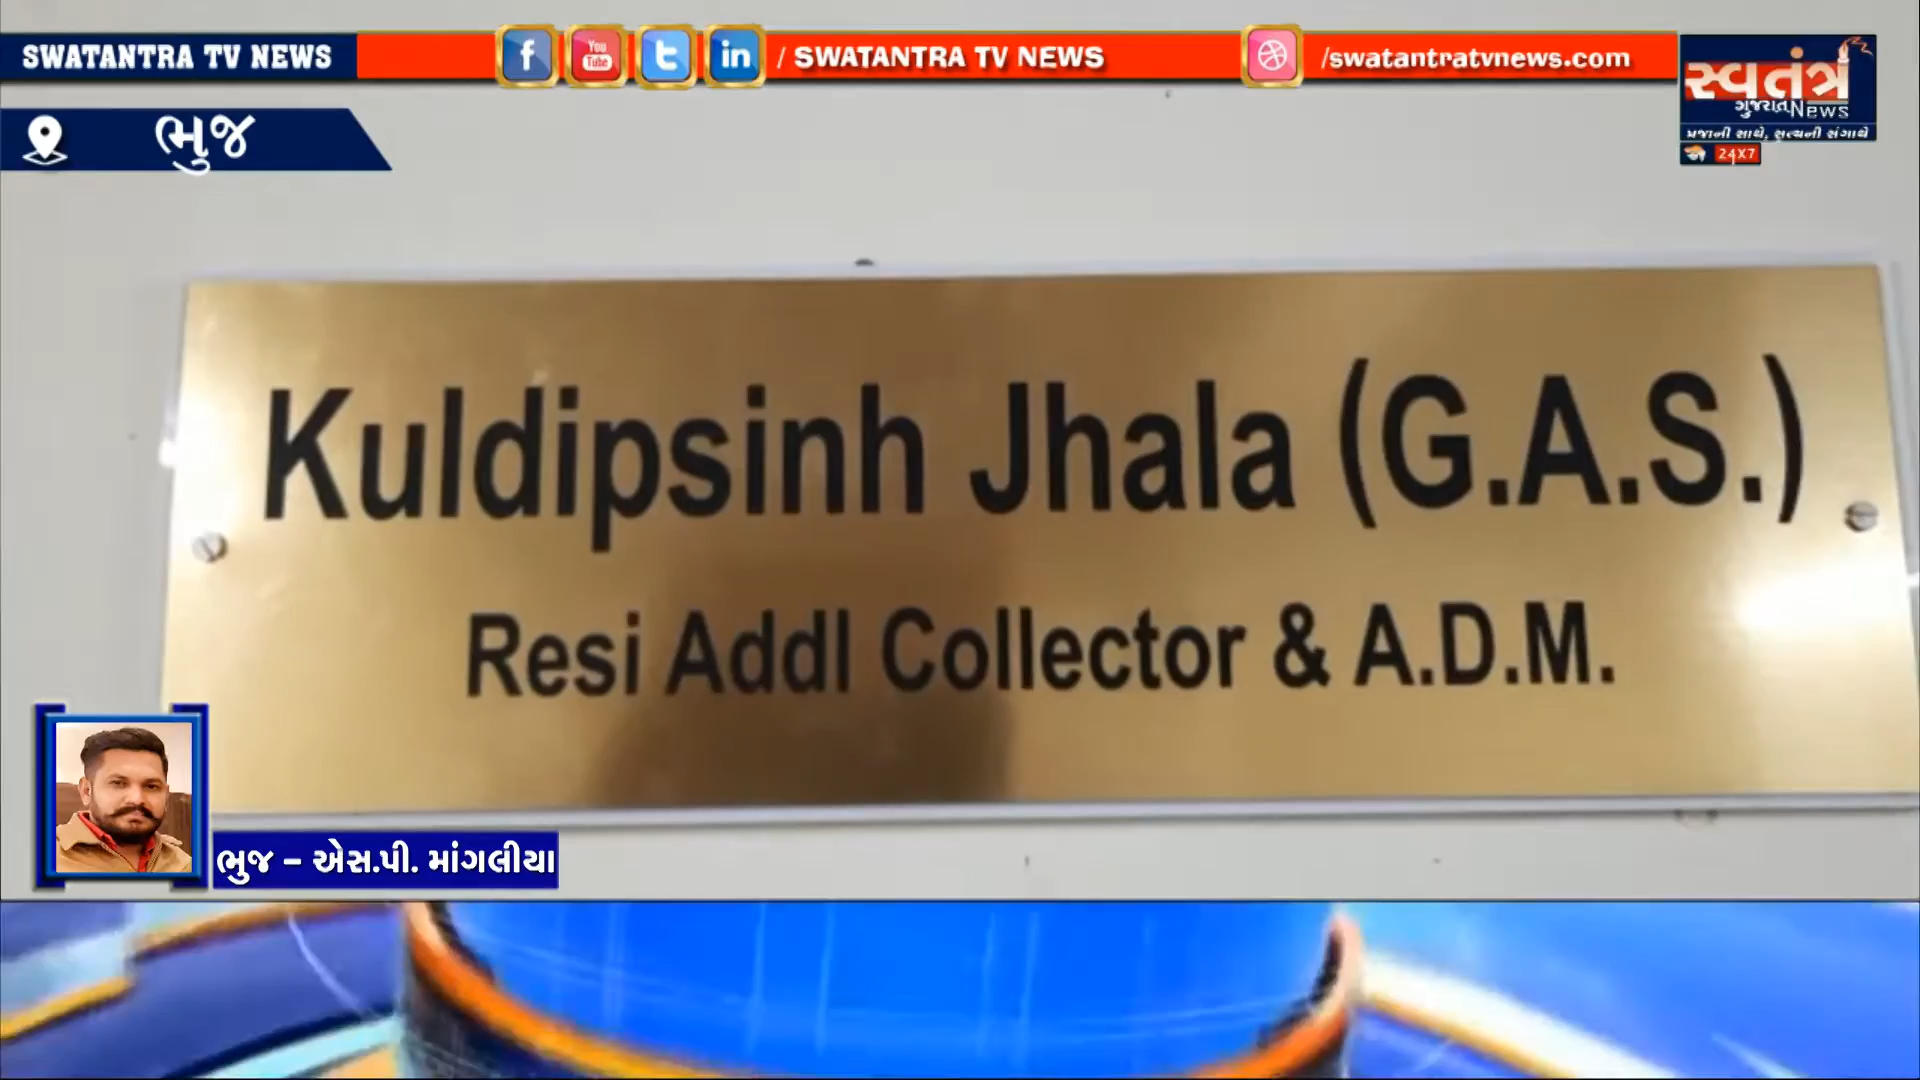 SWATANTRA TV NEWS
/ SWATANTRA TV NEWS
/swatantratvnews.com
You Tube
સ્વતંત્ર
ગુજરાત News
પ્રજાની સાથે, સત્યની સંગાથે
24X7
ભુજ
Kuldipsinh Jhala (G.A.S.)
Resi Addl Collector & A.D.M.
ભુજ – એસ.પી. માંગલીયા